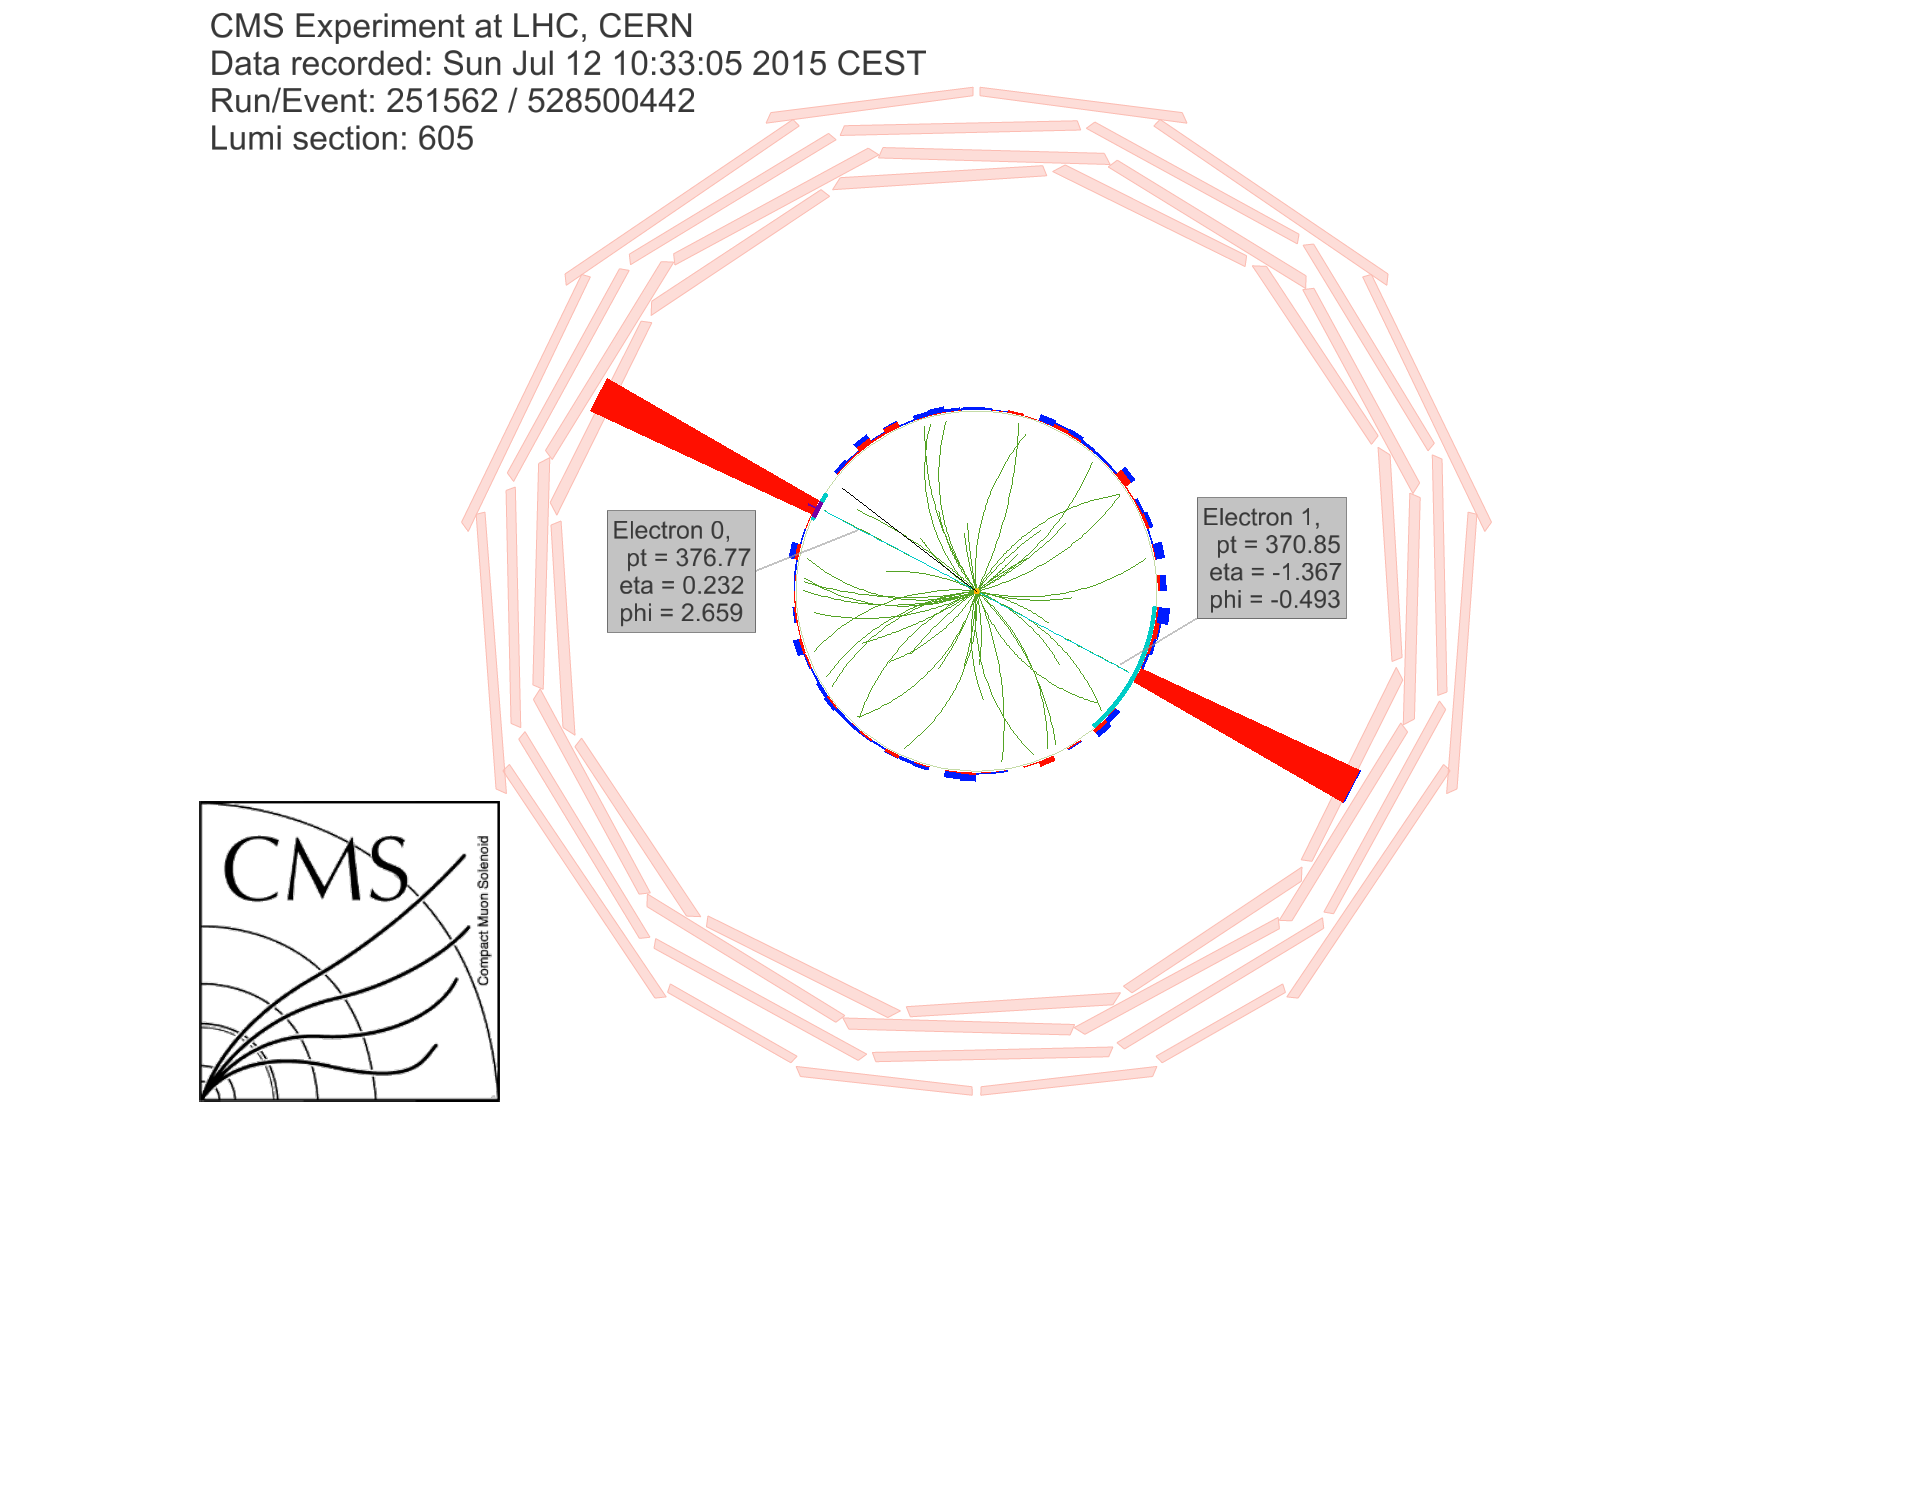 CMS Experiment at LHC, CERN
Data recorded: Sun Jul 12 10:33:05 2015 CEST
Run/Event: 251562 / 528500442
Lumi section: 605
Electron 0,
pt = 376.77
eta = 0.232
phi = 2.659
Electron 1,
pt = 370.85
eta = -1.367
phi = -0.493
CMS
Compact Muon Solenoid